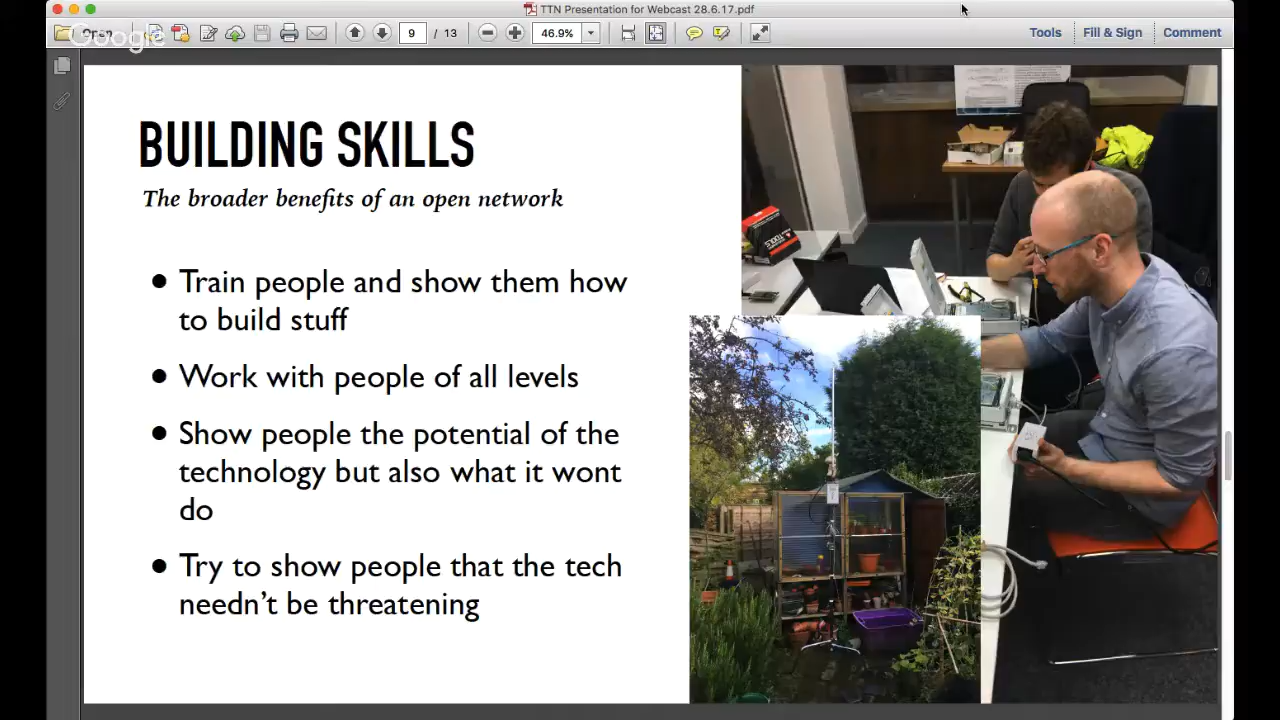 TTN Presentation for Webcast 28.6.17.pdf
Google
Open
9 / 13
46.9%
Tools
Fill & Sign
Comment
BUILDING SKILLS
The broader benefits of an open network
• Train people and show them how
to build stuff
• Work with people of all levels
• Show people the potential of the
technology but also what it wont
do
• Try to show people that the tech
needn't be threatening
TOOLS